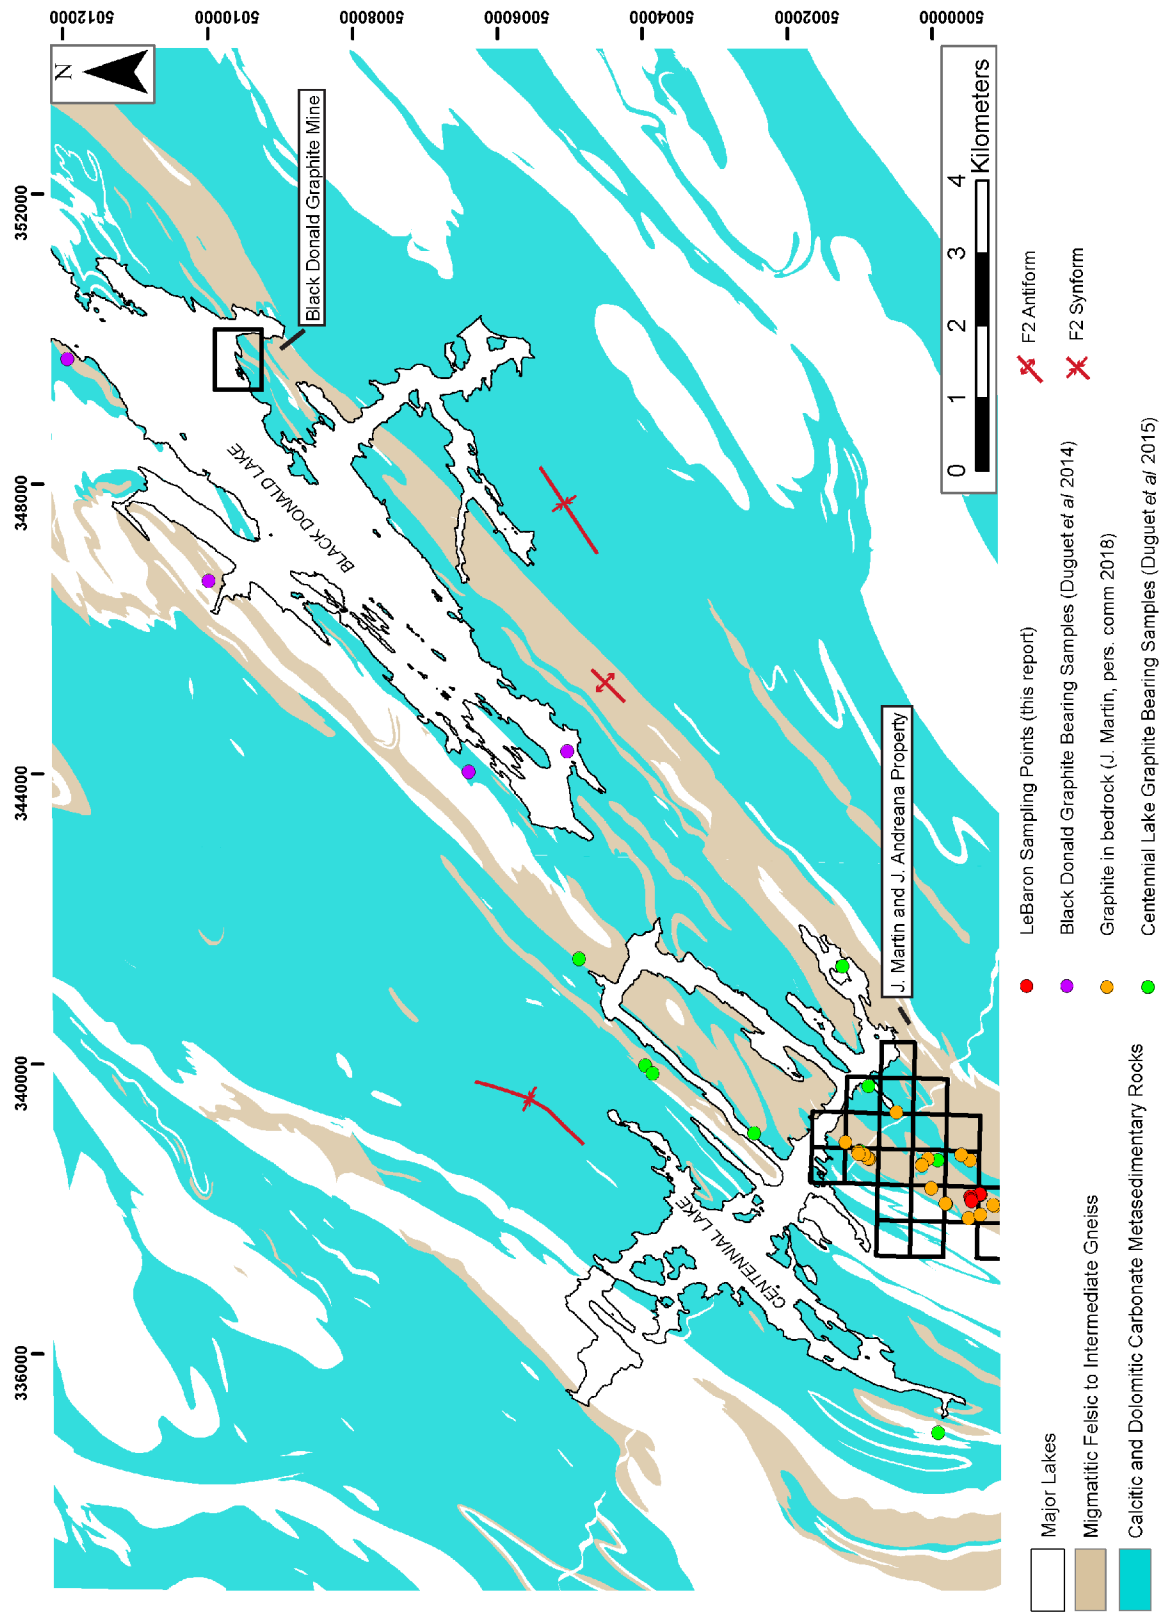 336000
340000
344000
348000
352000
N
5012000
5010000
5008000
5006000
5004000
5002000
5000000
Black Donald Graphite Mine
BLACK DONALD LAKE
CENTENNIAL LAKE
J. Martin and J. Andreana Property
0 1 2 3 4
Kilometers
Major Lakes
Migmatitic Felsic to Intermediate Gneiss
Calcitic and Dolomitic Carbonate Metasedimentary Rocks
LeBaron Sampling Points (this report)
Black Donald Graphite Bearing Samples (Duguet et al 2014)
Graphite in bedrock (J. Martin, pers. comm 2018)
Centennial Lake Graphite Bearing Samples (Duguet et al 2015)
F2 Antiform
F2 Synform